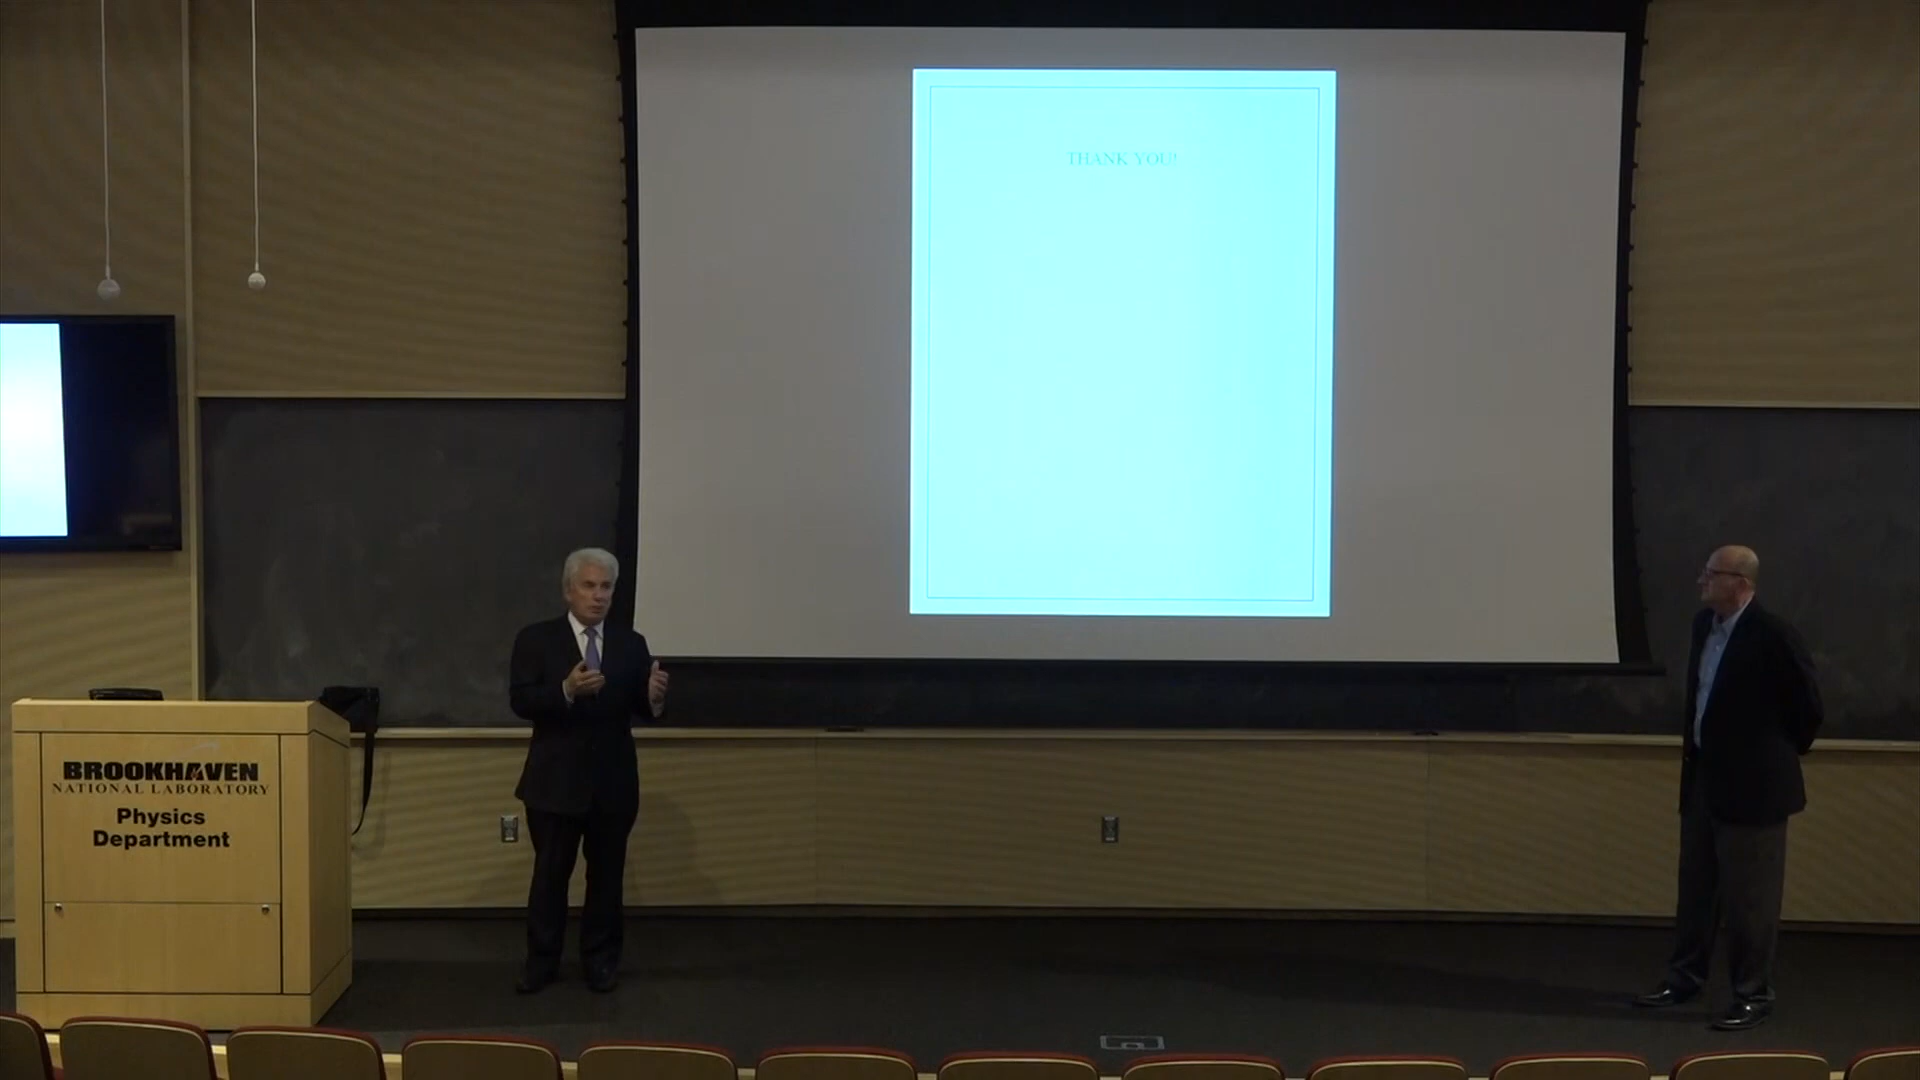 THANK YOU!
BROOKHAVEN
NATIONAL LABORATORY
Physics
Department